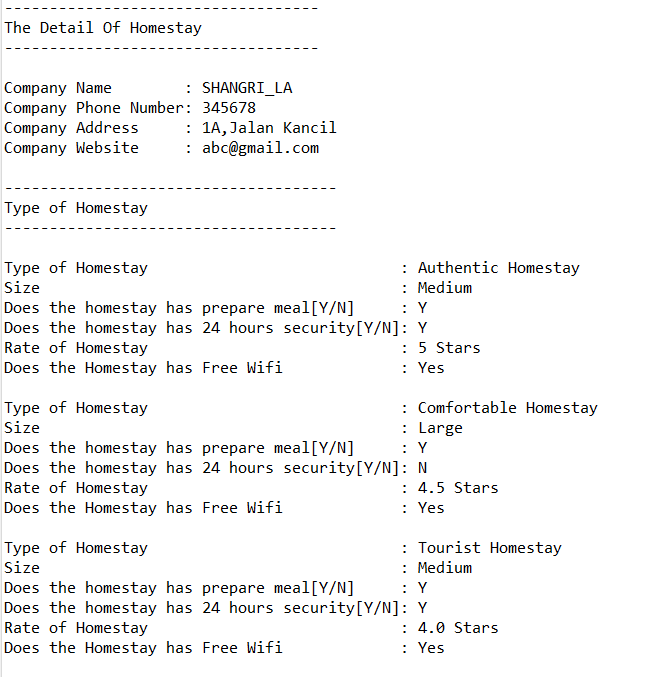 -----------------------------------
The Detail Of Homestay
-----------------------------------
Company Name        : SHANGRI_LA
Company Phone Number: 345678
Company Address     : 1A,Jalan Kancil
Company Website     : abc@gmail.com
-------------------------------------
Type of Homestay
-------------------------------------
Type of Homestay                            : Authentic Homestay
Size                                        : Medium
Does the homestay has prepare meal[Y/N]     : Y
Does the homestay has 24 hours security[Y/N]: Y
Rate of Homestay                            : 5 Stars
Does the Homestay has Free Wifi             : Yes
Type of Homestay                            : Comfortable Homestay
Size                                        : Large
Does the homestay has prepare meal[Y/N]     : Y
Does the homestay has 24 hours security[Y/N]: N
Rate of Homestay                            : 4.5 Stars
Does the Homestay has Free Wifi             : Yes
Type of Homestay                            : Tourist Homestay
Size                                        : Medium
Does the homestay has prepare meal[Y/N]     : Y
Does the homestay has 24 hours security[Y/N]: Y
Rate of Homestay                            : 4.0 Stars
Does the Homestay has Free Wifi             : Yes